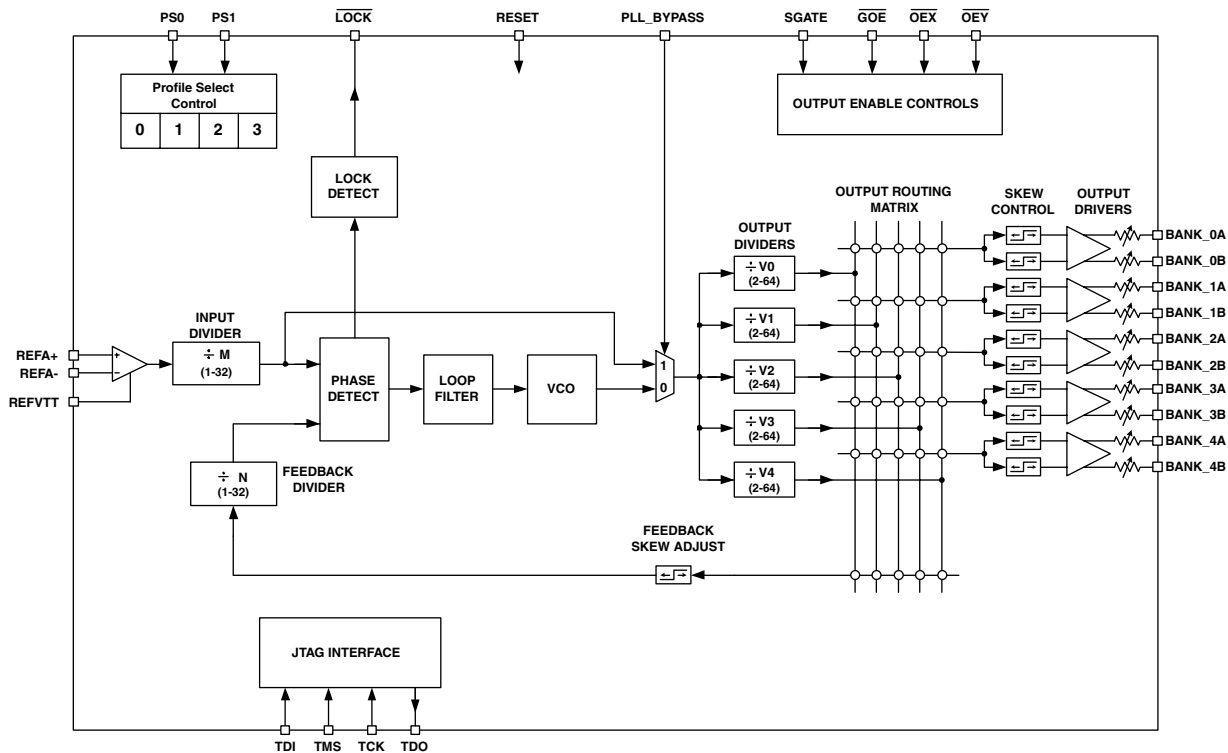 PS0 PS1 LOCK RESET PLL_BYPASS SGATE GOE OEX OEY
Profile Select
Control
0 1 2 3
OUTPUT ENABLE CONTROLS
LOCK
DETECT
OUTPUT ROUTING
MATRIX
SKEW
CONTROL
OUTPUT
DRIVERS
OUTPUT
DIVIDERS
÷ V0
(2-64)
÷ V1
(2-64)
÷ V2
(2-64)
÷ V3
(2-64)
÷ V4
(2-64)
BANK_0A
BANK_0B
BANK_1A
BANK_1B
BANK_2A
BANK_2B
BANK_3A
BANK_3B
BANK_4A
BANK_4B
INPUT
DIVIDER
÷ M
(1-32)
REFA+
REFA-
REFVTT
+
−
PHASE
DETECT
LOOP
FILTER
VCO
1
0
÷ N
(1-32)
FEEDBACK
DIVIDER
FEEDBACK
SKEW ADJUST
JTAG INTERFACE
TDI TMS TCK TDO